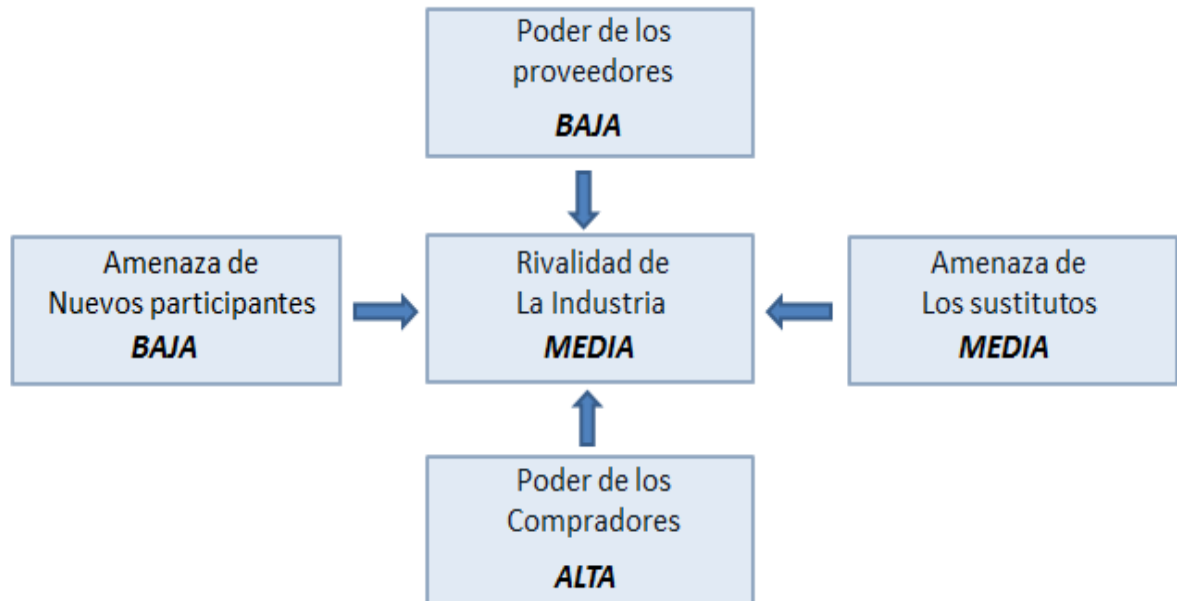 Poder de los
proveedores
BAJA
Amenaza de
Nuevos participantes
BAJA
Rivalidad de
La Industria
MEDIA
Amenaza de
Los sustitutos
MEDIA
Poder de los
Compradores
ALTA